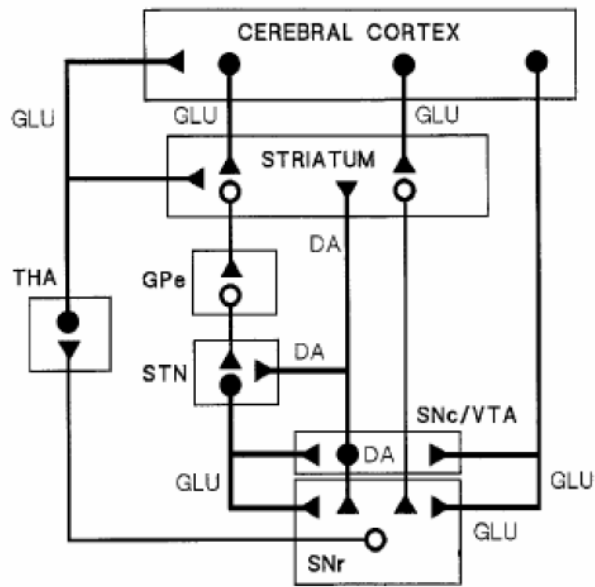 CEREBRAL CORTEX
GLU
GLU
GLU
STRIATUM
DA
THA
GPe
STN
DA
SNc/VTA
DA
GLU
GLU
GLU
SNr